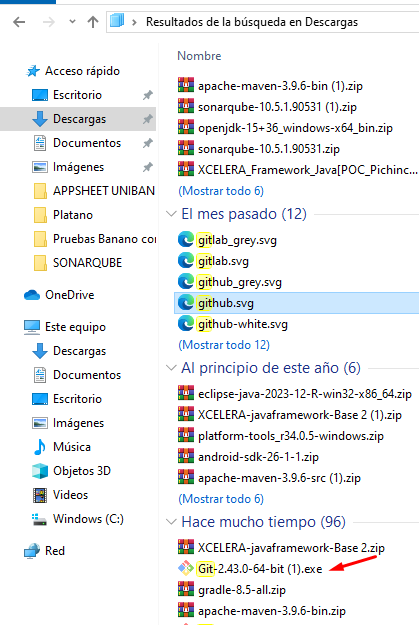 Resultados de la búsqueda en Descargas
Acceso rápido
Escritorio
Descargas
Documentos
Imágenes
APPSHEET UNIBAN
Platano
Pruebas Banano cor
SONARQUBE
OneDrive
Este equipo
Descargas
Documentos
Escritorio
Imágenes
Música
Objetos 3D
Videos
Windows (C:)
Red
Nombre
apache-maven-3.9.6-bin (1).zip
sonarqube-10.5.1.90531 (1).zip
openjdk-15+36_windows-x64_bin.zip
sonarqube-10.5.1.90531.zip
XCELERA_Framework_Java[POC_Pichinc...
(Mostrar todo 6)
El mes pasado (12)
gitlab_grey.svg
gitlab.svg
github_grey.svg
github.svg
github-white.svg
(Mostrar todo 12)
Al principio de este año (6)
eclipse-java-2023-12-R-win32-x86_64.zip
XCELERA-javaframework-Base 2 (1).zip
platform-tools_r34.0.5-windows.zip
android-sdk-26-1-1.zip
apache-maven-3.9.6-src (1).zip
(Mostrar todo 6)
Hace mucho tiempo (96)
XCELERA-javaframework-Base 2.zip
Git-2.43.0-64-bit (1).exe
gradle-8.5-all.zip
apache-maven-3.9.6-bin.zip